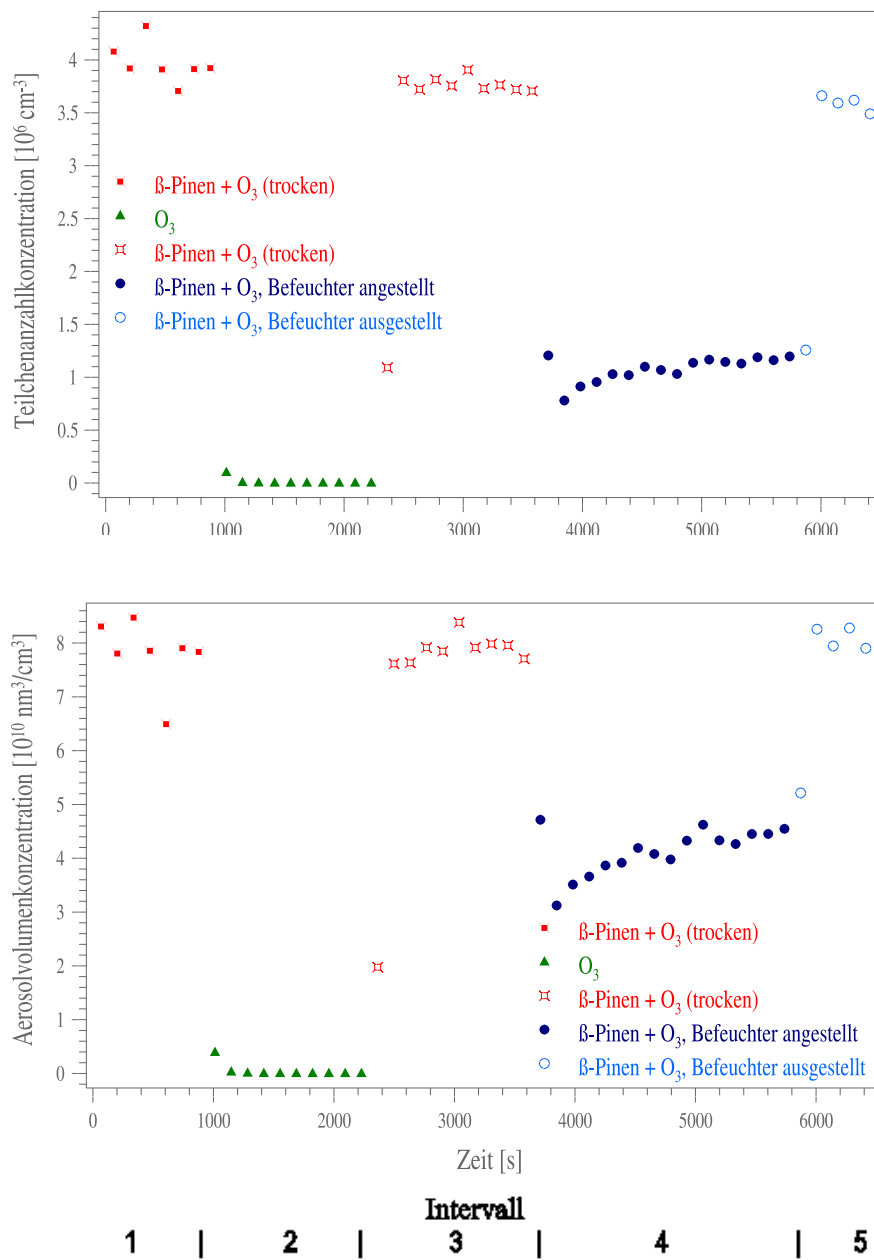 Teilchenanzahlkonzentration [10⁶ cm⁻³]
4
3.5
3
2.5
2
1.5
1
0.5
0
ß-Pinen + O₃ (trocken)
O₃
ß-Pinen + O₃ (trocken)
ß-Pinen + O₃, Befeuchter angestellt
ß-Pinen + O₃, Befeuchter ausgestellt
0 1000 2000 3000 4000 5000 6000
Aerosolvolumenkonzentration [10¹⁰ nm³/cm³]
8
7
6
5
4
3
2
1
0
ß-Pinen + O₃ (trocken)
O₃
ß-Pinen + O₃ (trocken)
ß-Pinen + O₃, Befeuchter angestellt
ß-Pinen + O₃, Befeuchter ausgestellt
0 1000 2000 3000 4000 5000 6000
Zeit [s]
Intervall
1 | 2 | 3 | 4 | 5